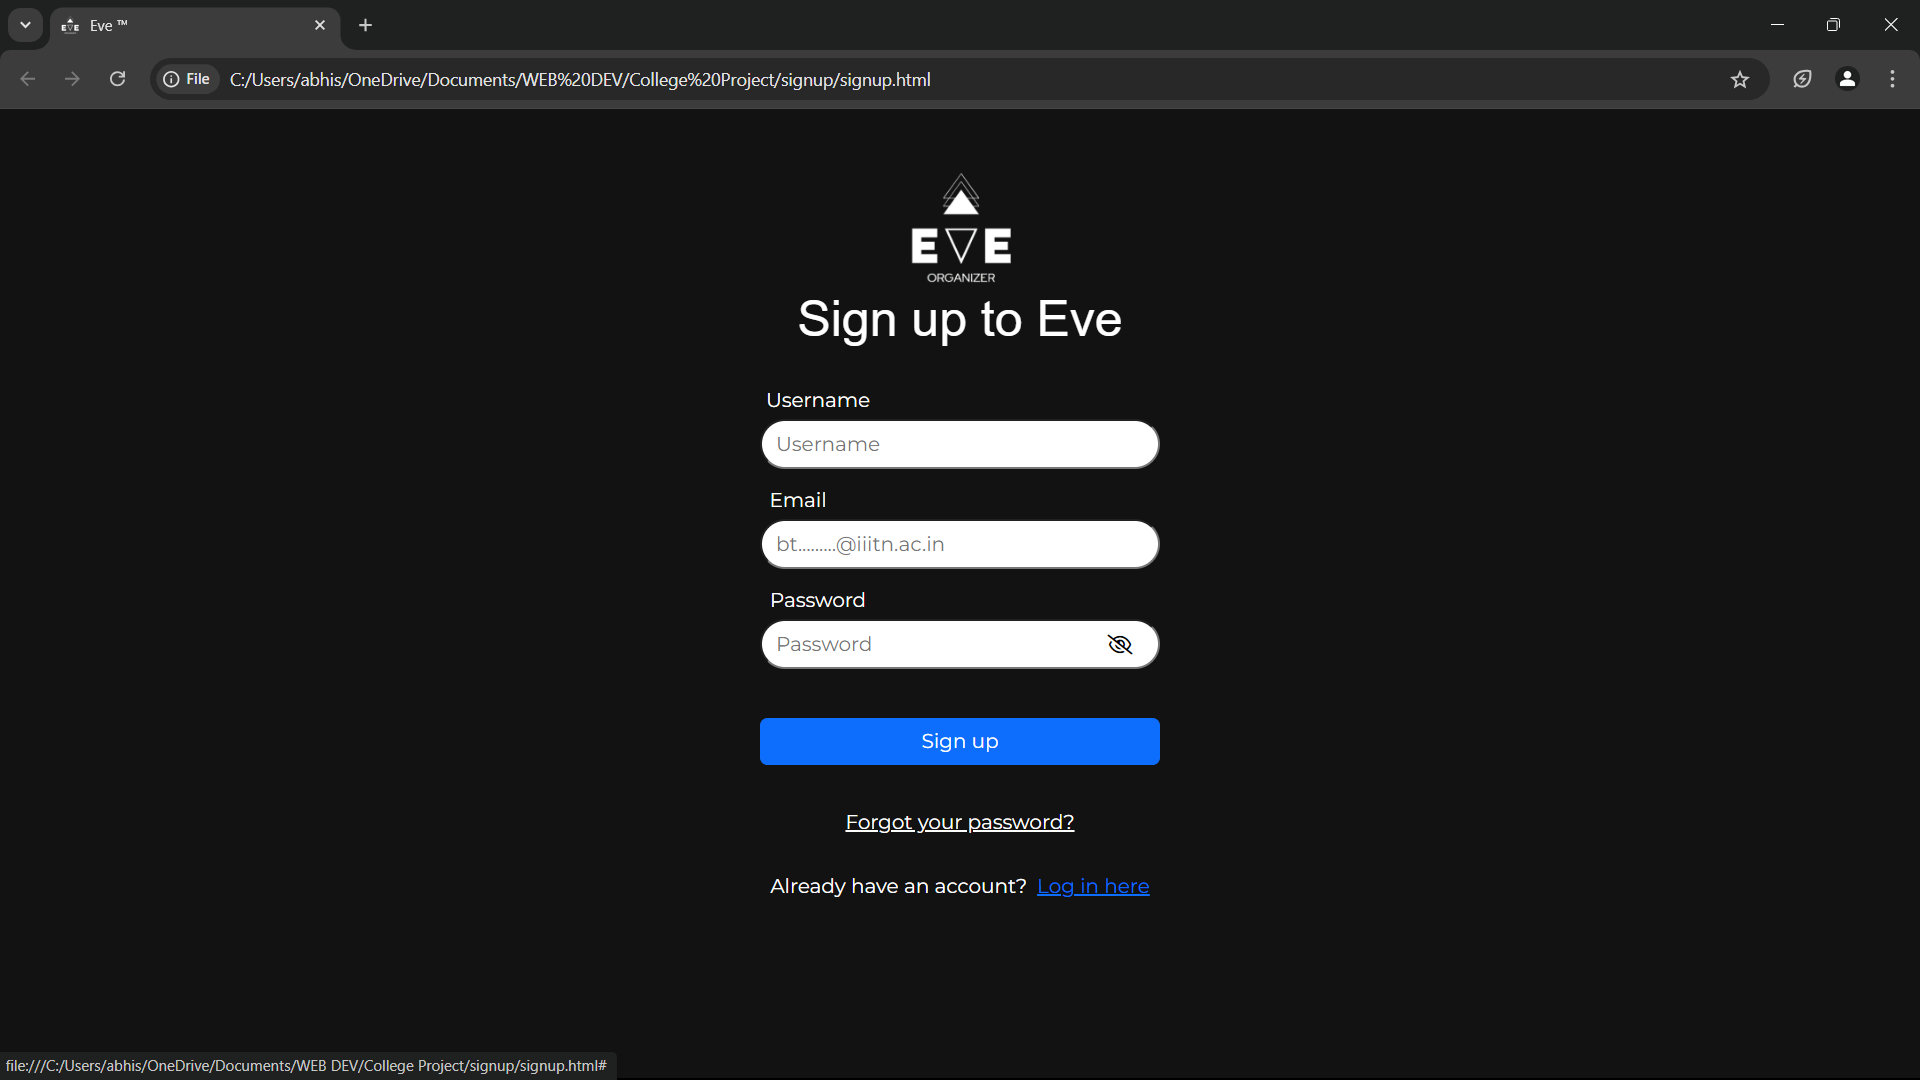 Eve ™
File C:/Users/abhis/OneDrive/Documents/WEB%20DEV/College%20Project/signup/signup.html
EVE
ORGANIZER
Sign up to Eve
Username
Username
Email
bt.........@iiitn.ac.in
Password
Password
Sign up
Forgot your password?
Already have an account? Log in here
file:///C:/Users/abhis/OneDrive/Documents/WEB DEV/College Project/signup/signup.html#